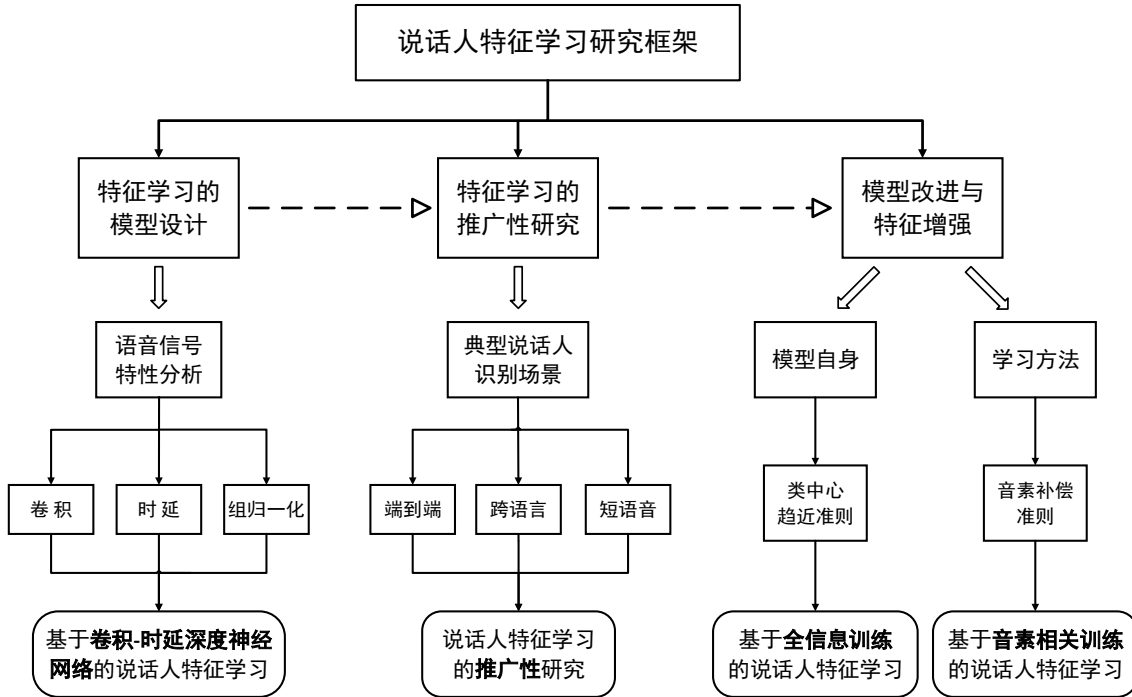 说话人特征学习研究框架
特征学习的
模型设计
特征学习的
推广性研究
模型改进与
特征增强
语音信号
特性分析
典型说话人
识别场景
模型自身
学习方法
卷 积
时 延
组归一化
端到端
跨语言
短语音
类中心
趋近准则
音素补偿
准则
基于卷积-时延深度神经
网络的说话人特征学习
说话人特征学习
的推广性研究
基于全信息训练
的说话人特征学习
基于音素相关训练
的说话人特征学习